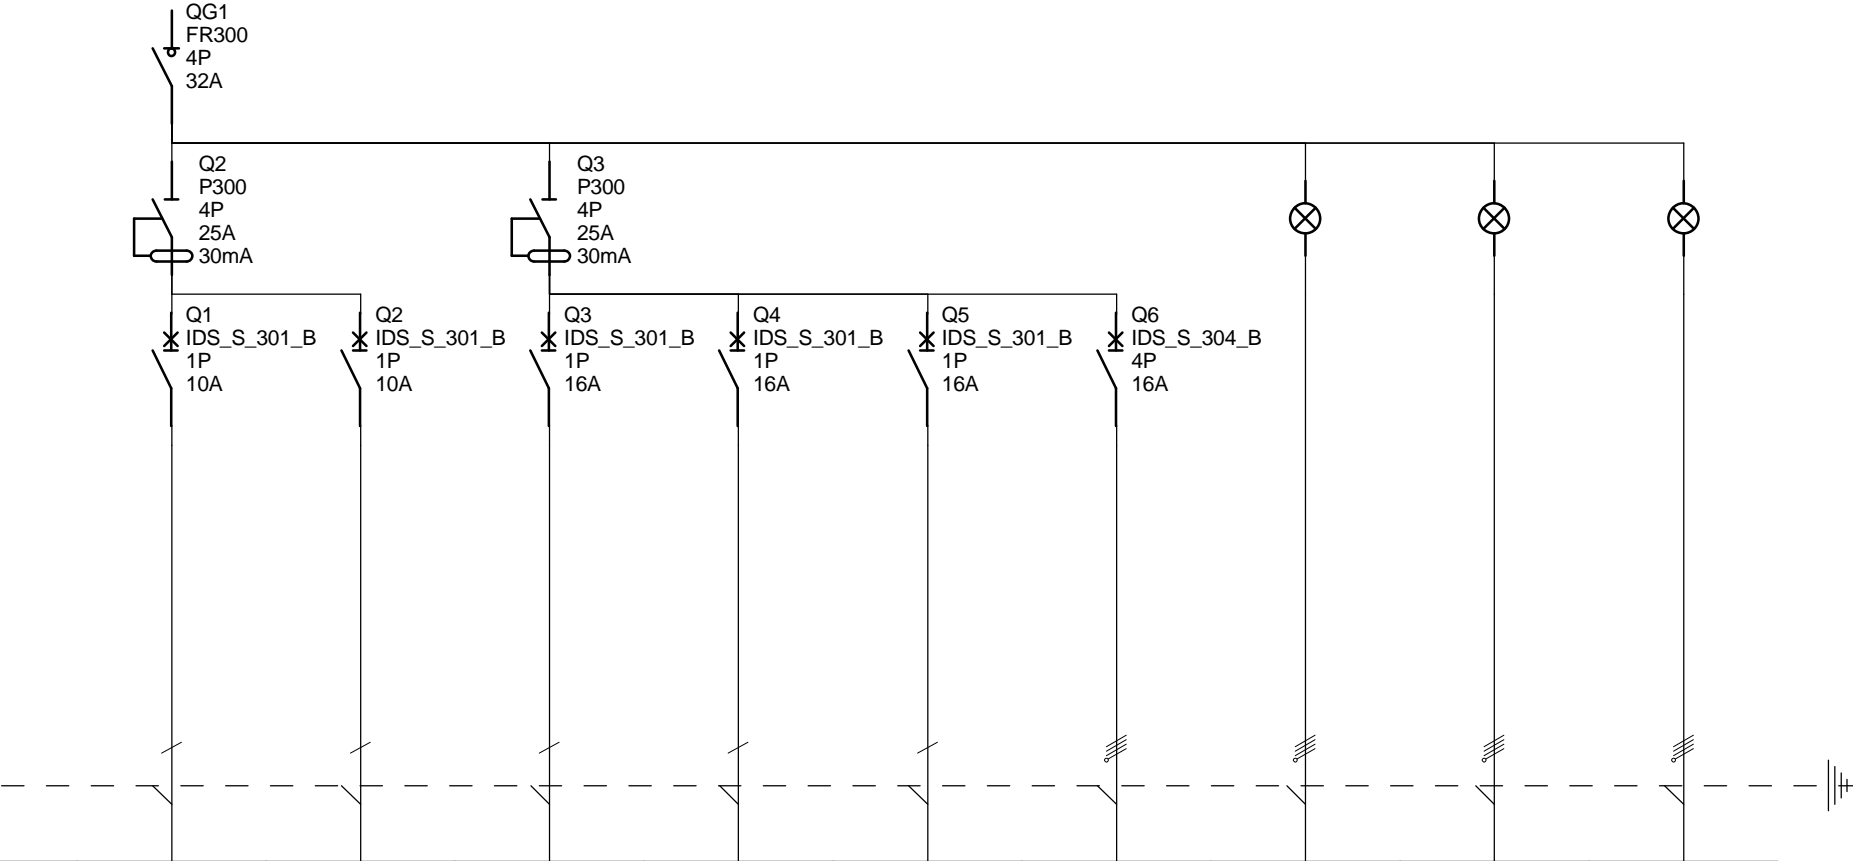 QG1
FR300
4P
32A
Q2
P300
4P
25A
30mA
Q3
P300
4P
25A
30mA
Q1
IDS_S_301_B
1P
10A
Q2
IDS_S_301_B
1P
10A
Q3
IDS_S_301_B
1P
16A
Q4
IDS_S_301_B
1P
16A
Q5
IDS_S_301_B
1P
16A
Q6
IDS_S_304_B
4P
16A